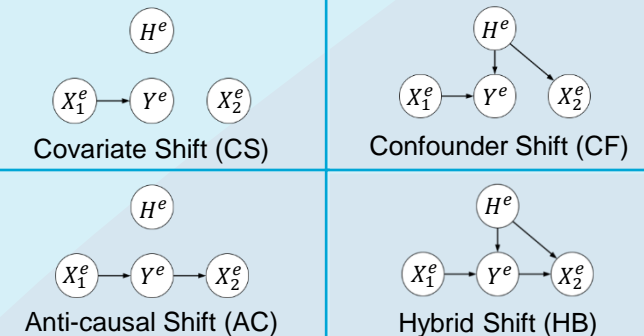 H^e
X_1^e Y^e X_2^e
Covariate Shift (CS)
H^e
X_1^e Y^e X_2^e
Confounder Shift (CF)
H^e
X_1^e Y^e X_2^e
Anti-causal Shift (AC)
H^e
X_1^e Y^e X_2^e
Hybrid Shift (HB)